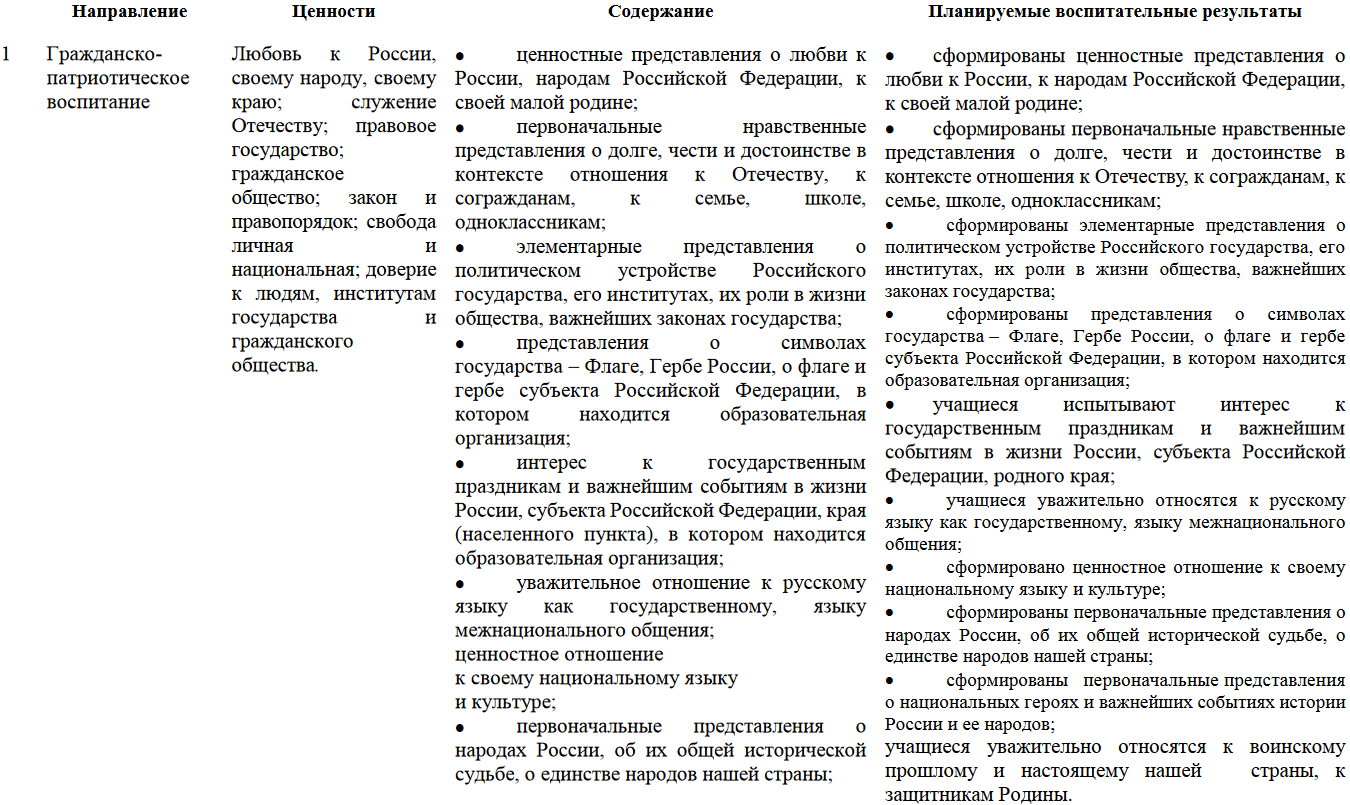 Направление Ценности Содержание Планируемые воспитательные результаты
1 Гражданско-
патриотическое
воспитание
Любовь к России,
своему народу, своему
краю; служение
Отечеству; правовое
государство;
гражданское
общество; закон и
правопорядок; свобода
личная и
национальная; доверие
к людям, институтам
государства и
гражданского
общества.
• ценностные представления о любви к
России, народам Российской Федерации, к
своей малой родине;
• первоначальные нравственные
представления о долге, чести и достоинстве в
контексте отношения к Отечеству, к
согражданам, к семье, школе,
одноклассникам;
• элементарные представления о
политическом устройстве Российского
государства, его институтах, их роли в жизни
общества, важнейших законах государства;
• представления о символах
государства – Флаге, Гербе России, о флаге и
гербе субъекта Российской Федерации, в
котором находится образовательная
организация;
• интерес к государственным
праздникам и важнейшим событиям в жизни
России, субъекта Российской Федерации, края
(населенного пункта), в котором находится
образовательная организация;
• уважительное отношение к русскому
языку как государственному, языку
межнационального общения;
ценностное отношение
к своему национальному языку
и культуре;
• первоначальные представления о
народах России, об их общей исторической
судьбе, о единстве народов нашей страны;
• сформированы ценностные представления о
любви к России, к народам Российской Федерации,
к своей малой родине;
• сформированы первоначальные нравственные
представления о долге, чести и достоинстве в
контексте отношения к Отечеству, к согражданам, к
семье, школе, одноклассникам;
• сформированы элементарные представления о
политическом устройстве Российского государства, его
институтах, их роли в жизни общества, важнейших
законах государства;
• сформированы представления о символах
государства – Флаге, Гербе России, о флаге и гербе
субъекта Российской Федерации, в котором находится
образовательная организация;
• учащиеся испытывают интерес к
государственным праздникам и важнейшим
событиям в жизни России, субъекта Российской
Федерации, родного края;
• учащиеся уважительно относятся к русскому
языку как государственному, языку межнационального
общения;
• сформировано ценностное отношение к своему
национальному языку и культуре;
• сформированы первоначальные представления о
народах России, об их общей исторической судьбе, о
единстве народов нашей страны;
• сформированы первоначальные представления
о национальных героях и важнейших событиях истории
России и ее народов;
учащиеся уважительно относятся к воинскому
прошлому и настоящему нашей страны, к
защитникам Родины.